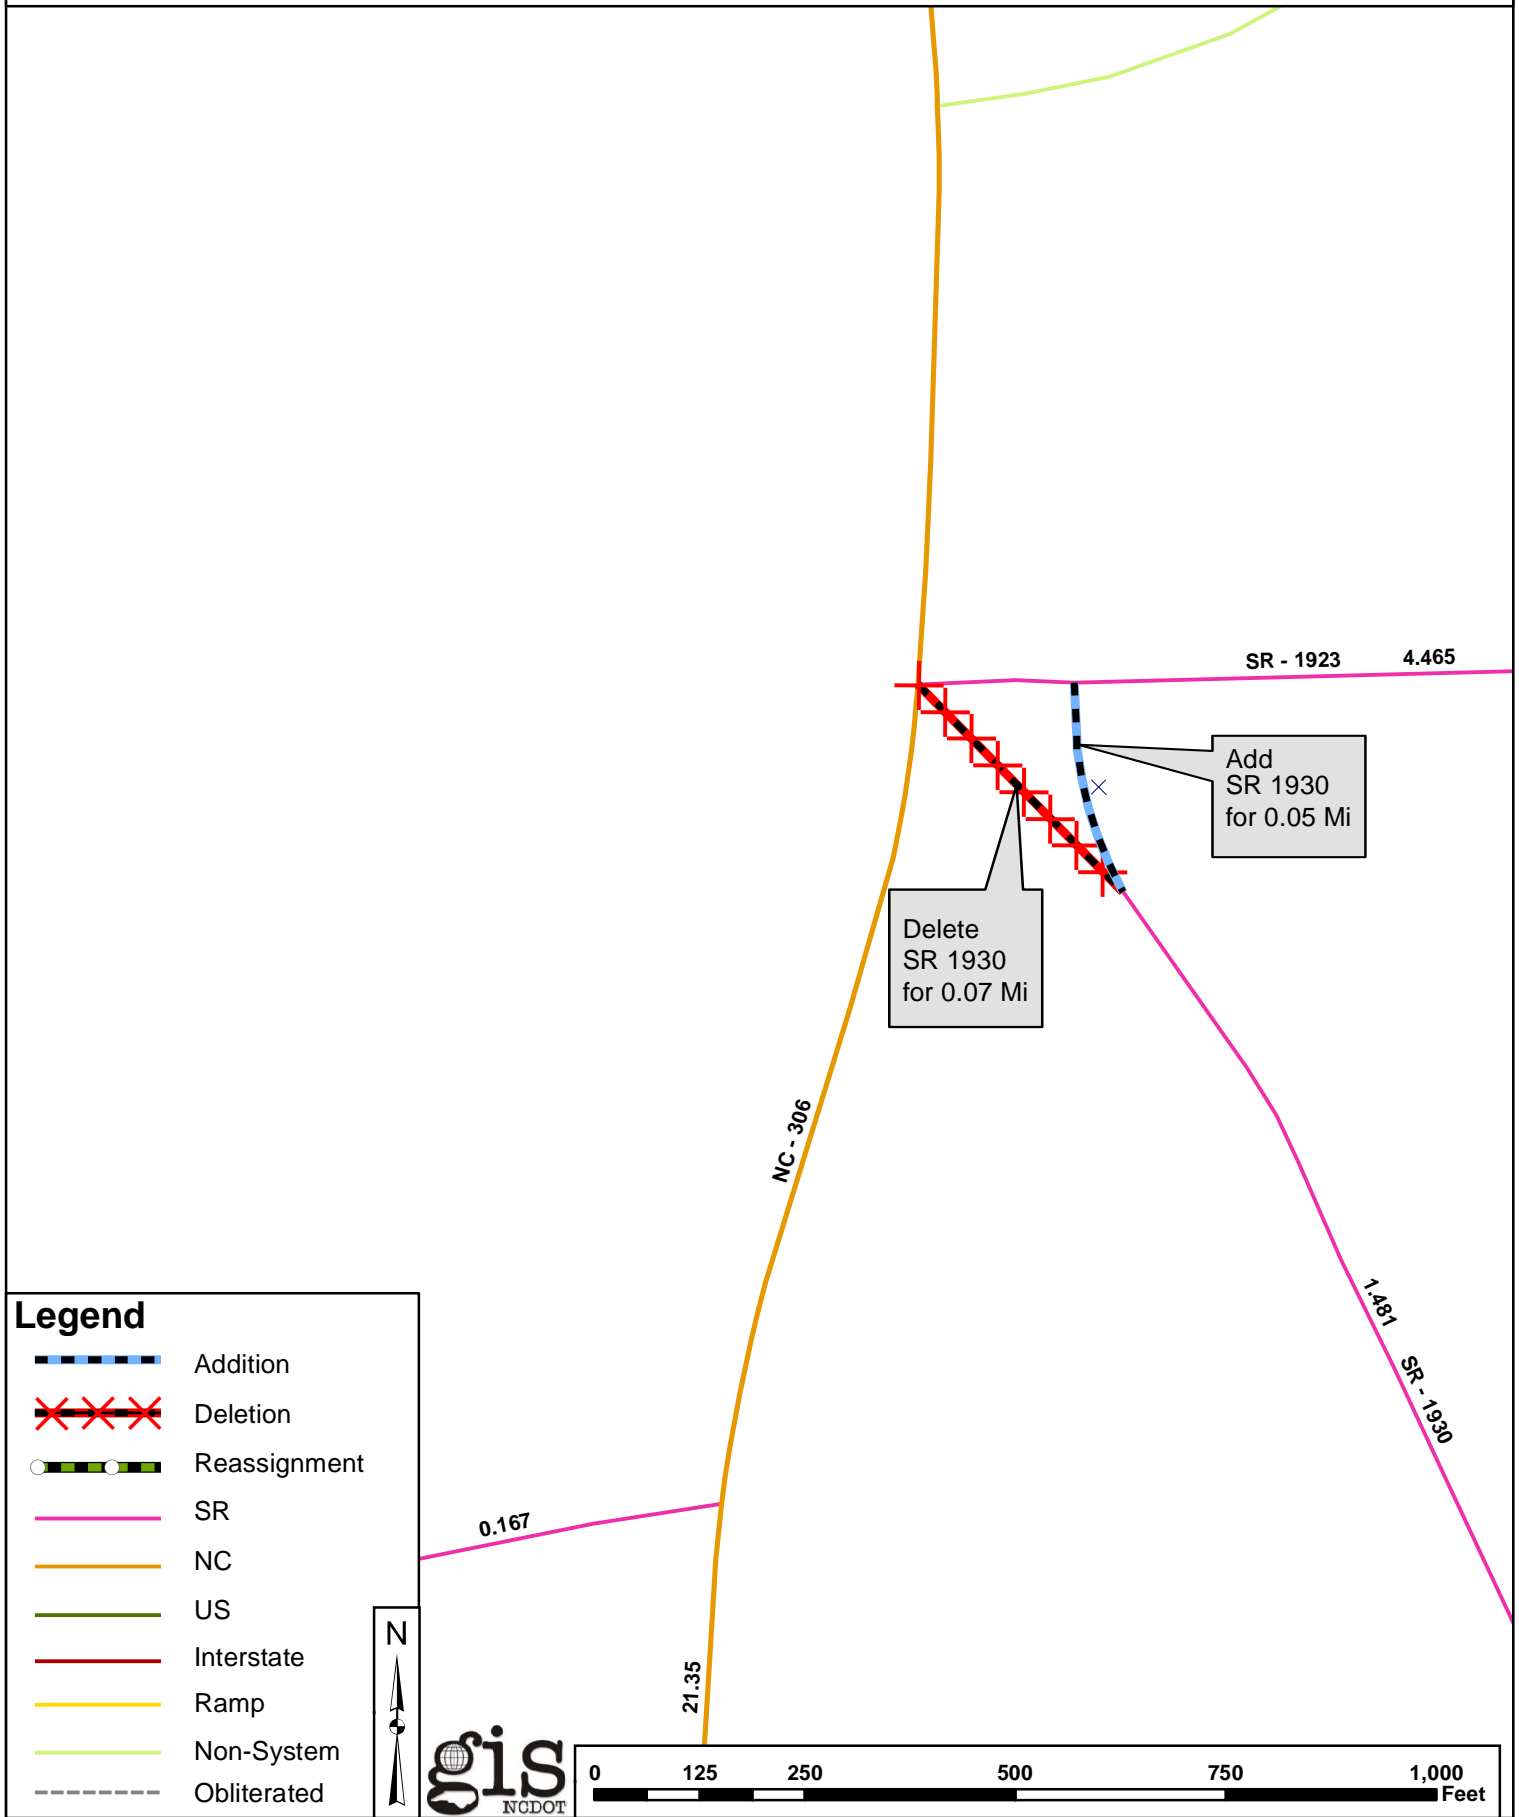 SR - 1923 4.465
Add
SR 1930
for 0.05 Mi
Delete
SR 1930
for 0.07 Mi
NC - 306
1.481 SR - 1930
0.167
21.35
Legend
Addition
Deletion
Reassignment
SR
NC
US
Interstate
Ramp
Non-System
Obliterated
N
gis
NCDOT
0 125 250 500 750 1,000
Feet